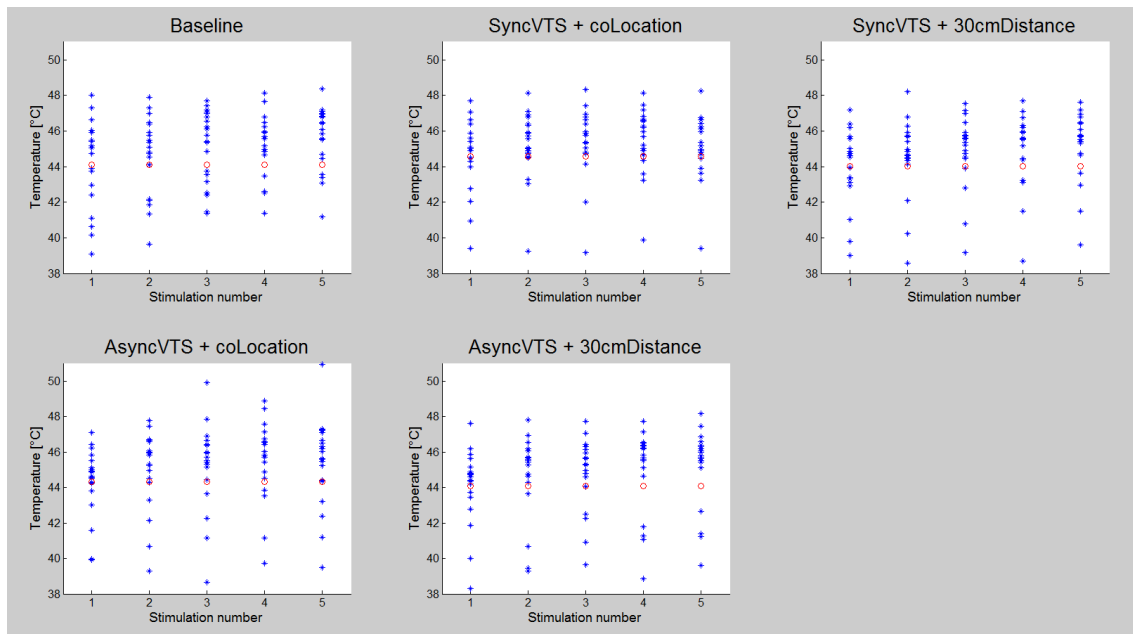 Baseline
SyncVTS + coLocation
SyncVTS + 30cmDistance
50
48
46
44
42
40
38
Temperature [°C]
1 2 3 4 5
Stimulation number
50
48
46
44
42
40
38
Temperature [°C]
1 2 3 4 5
Stimulation number
50
48
46
44
42
40
38
Temperature [°C]
1 2 3 4 5
Stimulation number
AsyncVTS + coLocation
AsyncVTS + 30cmDistance
50
48
46
44
42
40
38
Temperature [°C]
1 2 3 4 5
Stimulation number
50
48
46
44
42
40
38
Temperature [°C]
1 2 3 4 5
Stimulation number